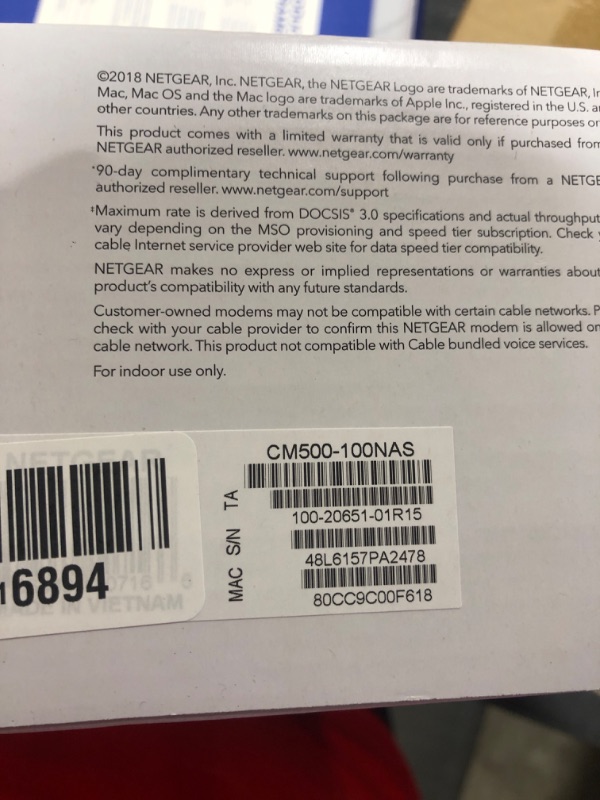 ©2018 NETGEAR, Inc. NETGEAR, the NETGEAR Logo are trademarks of NETGEAR,
Mac, Mac OS and the Mac logo are trademarks of Apple Inc., registered in the U.S.
other countries. Any other trademarks on this package are for reference purposes
This product comes with a limited warranty that is valid only if purchased from
NETGEAR authorized reseller. www.netgear.com/warranty
*90-day complimentary technical support following purchase from a NETGE
authorized reseller. www.netgear.com/support
‡Maximum rate is derived from DOCSIS® 3.0 specifications and actual throughput
vary depending on the MSO provisioning and speed tier subscription. Check
cable Internet service provider web site for data speed tier compatibility.
NETGEAR makes no express or implied representations or warranties about
product's compatibility with any future standards.
Customer-owned modems may not be compatible with certain cable networks. P
check with your cable provider to confirm this NETGEAR modem is allowed on
cable network. This product not compatible with Cable bundled voice services.
For indoor use only.
NETGEAR
CM500-100NAS
TA
100-20651-01R15
S/N
48L6157PA2478
MAC
80CC9C00F618
16894
MADE IN VIETNAM